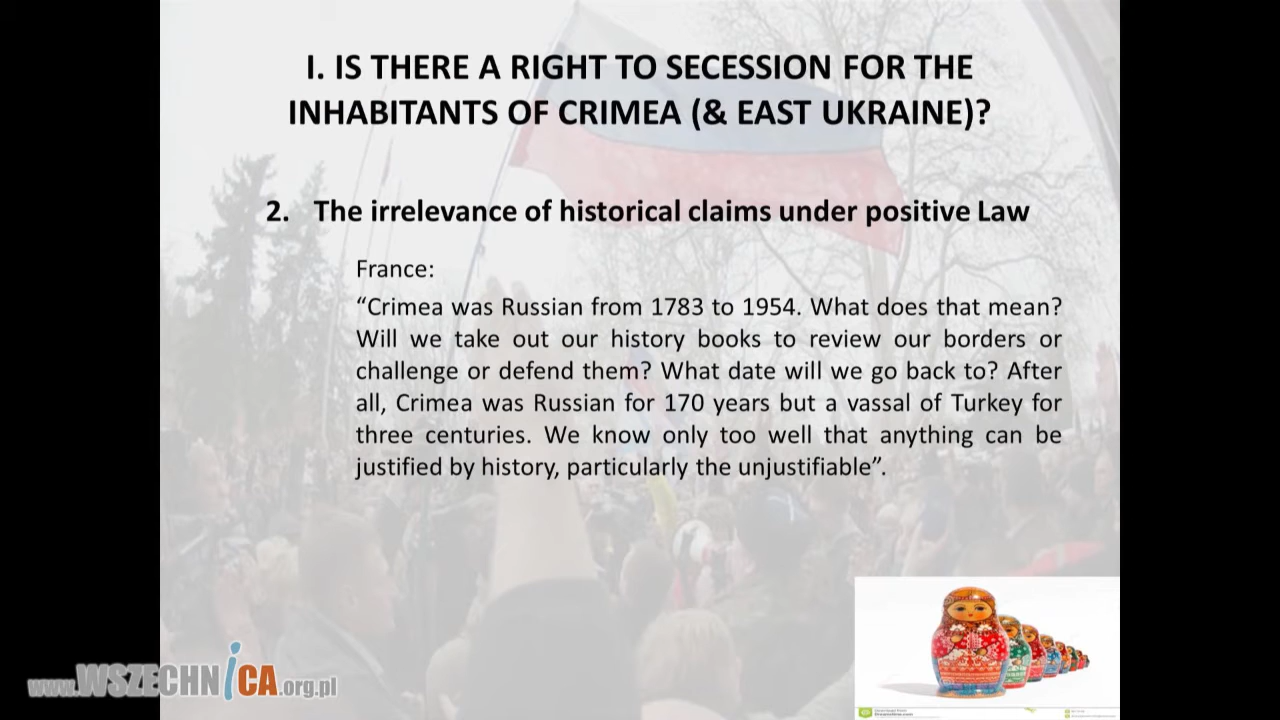 I. IS THERE A RIGHT TO SECESSION FOR THE
INHABITANTS OF CRIMEA (& EAST UKRAINE)?
2. The irrelevance of historical claims under positive Law
France:
“Crimea was Russian from 1783 to 1954. What does that mean?
Will we take out our history books to review our borders or
challenge or defend them? What date will we go back to? After
all, Crimea was Russian for 170 years but a vassal of Turkey for
three centuries. We know only too well that anything can be
justified by history, particularly the unjustifiable”.
www.WSZECHNiCA.org.pl